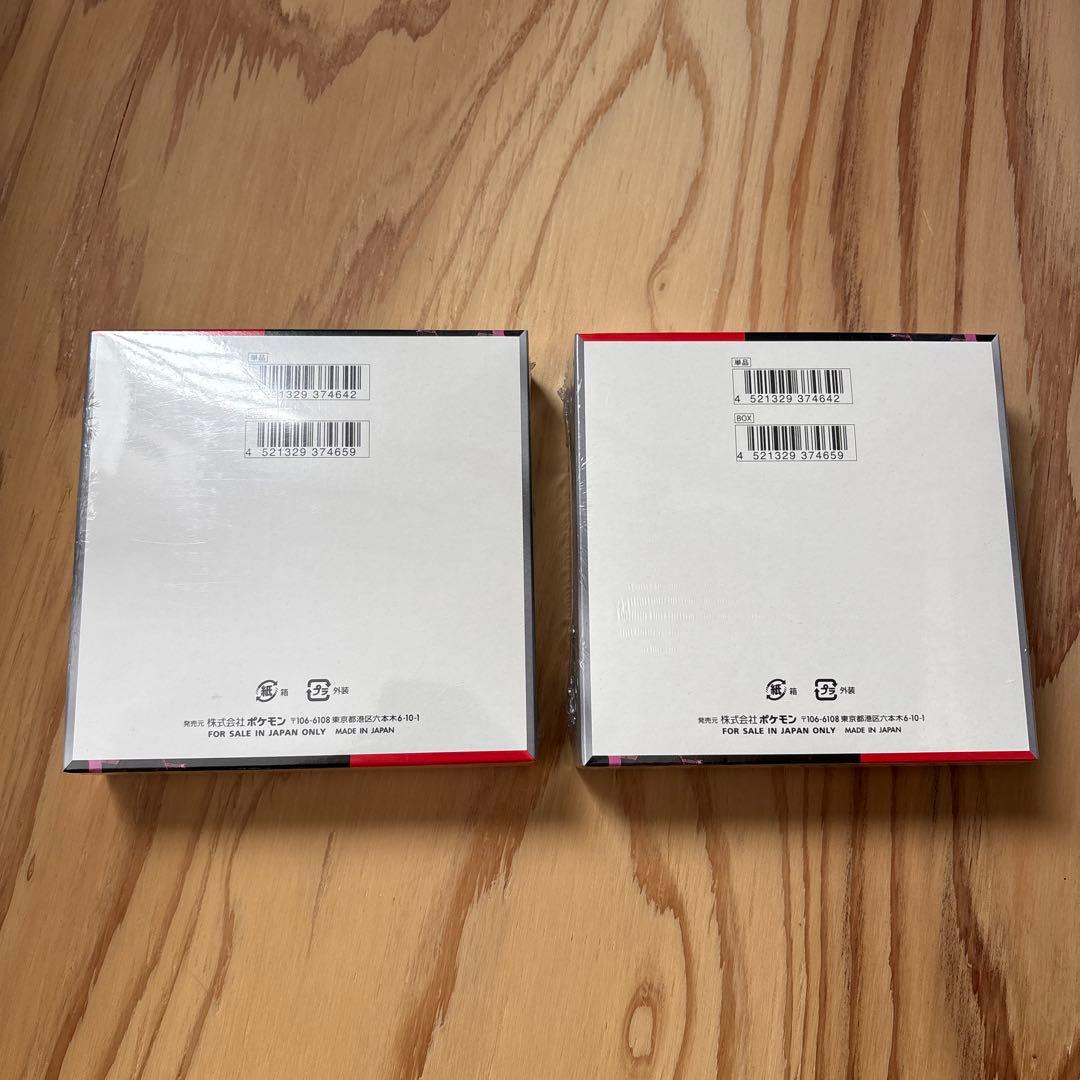 単品
521329 374642
4 521329 374659
紙 箱 プラ 外装
発売元 株式会社 ポケモン 〒106-6108 東京都港区六本木6-10-1
FOR SALE IN JAPAN ONLY MADE IN JAPAN
単品
4 521329 374642
BOX
4 521329 374659
紙 箱 プラ 外装
発売元 株式会社 ポケモン 〒106-6108 東京都港区六本木6-10-1
FOR SALE IN JAPAN ONLY MADE IN JAPAN